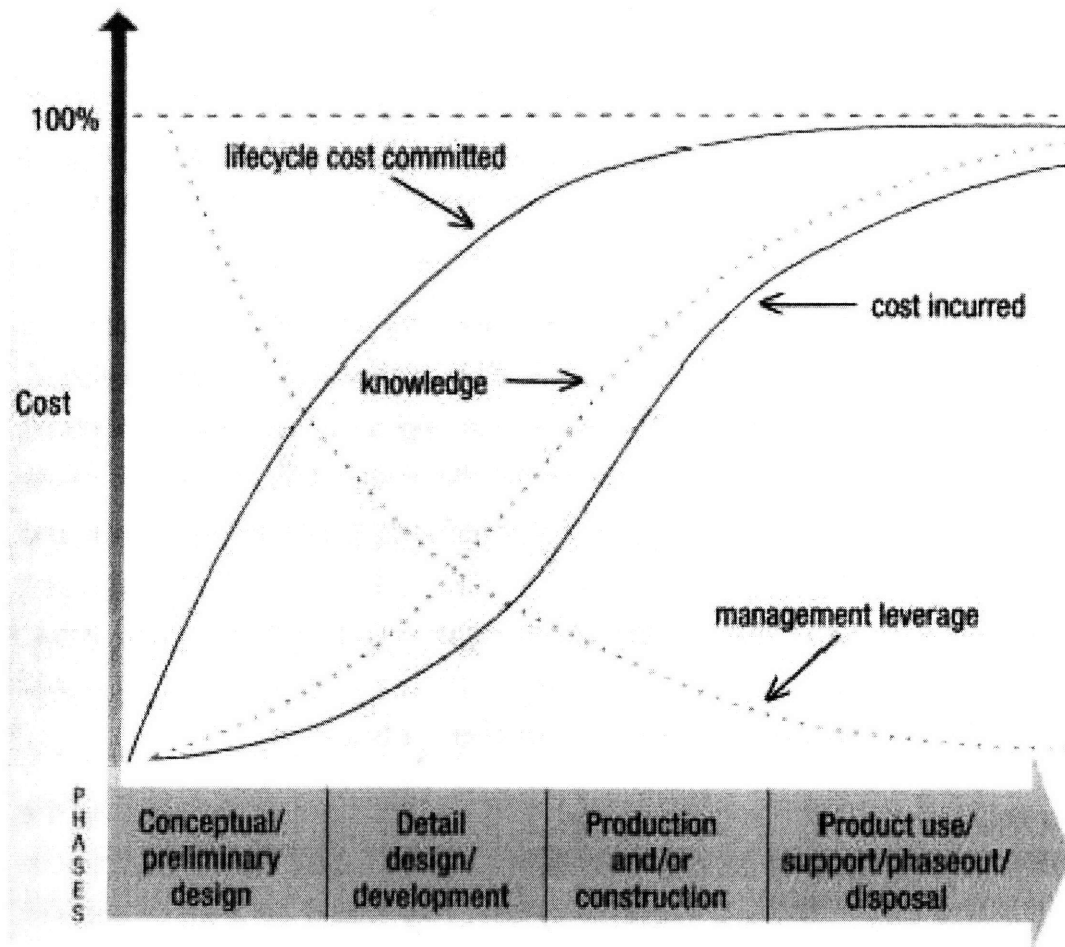 100%
lifecycle cost committed
cost incurred
knowledge
Cost
management leverage
PHASES
Conceptual/
preliminary
design
Detail
design/
development
Production
and/or
construction
Product use/
support/phaseout/
disposal